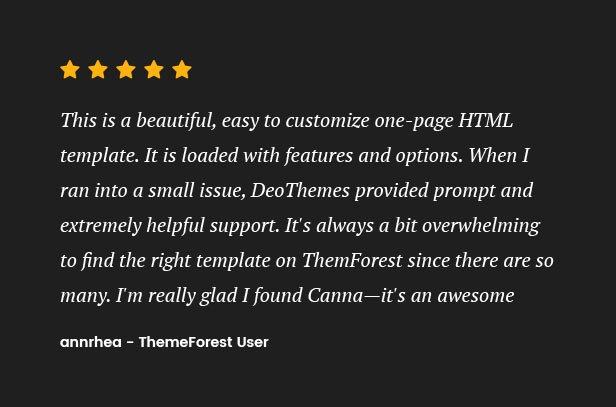 This is a beautiful, easy to customize one-page HTML
template. It is loaded with features and options. When I
ran into a small issue, DeoThemes provided prompt and
extremely helpful support. It's always a bit overwhelming
to find the right template on ThemForest since there are so
many. I'm really glad I found Canna—it's an awesome
annrhea - ThemeForest User